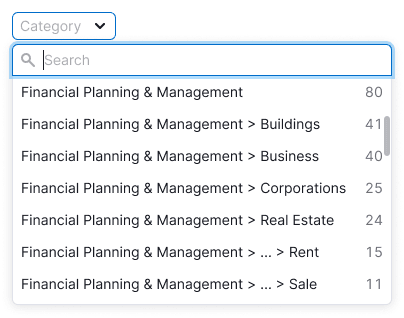 Category
Search
Financial Planning & Management 80
Financial Planning & Management > Buildings 41
Financial Planning & Management > Business 40
Financial Planning & Management > Corporations 25
Financial Planning & Management > Real Estate 24
Financial Planning & Management > ... > Rent 15
Financial Planning & Management > ... > Sale 11